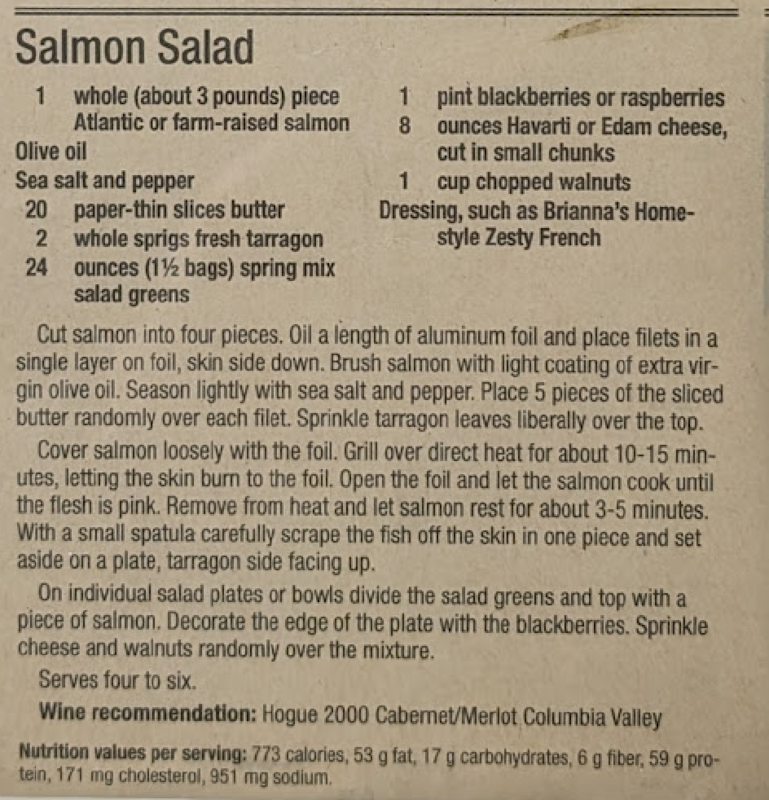 Salmon Salad
1 whole (about 3 pounds) piece
Atlantic or farm-raised salmon
Olive oil
Sea salt and pepper
20 paper-thin slices butter
2 whole sprigs fresh tarragon
24 ounces (1½ bags) spring mix
salad greens
1 pint blackberries or raspberries
8 ounces Havarti or Edam cheese,
cut in small chunks
1 cup chopped walnuts
Dressing, such as Brianna's Home-
style Zesty French
Cut salmon into four pieces. Oil a length of aluminum foil and place filets in a
single layer on foil, skin side down. Brush salmon with light coating of extra vir-
gin olive oil. Season lightly with sea salt and pepper. Place 5 pieces of the sliced
butter randomly over each filet. Sprinkle tarragon leaves liberally over the top.
Cover salmon loosely with the foil. Grill over direct heat for about 10-15 min-
utes, letting the skin burn to the foil. Open the foil and let the salmon cook until
the flesh is pink. Remove from heat and let salmon rest for about 3-5 minutes.
With a small spatula carefully scrape the fish off the skin in one piece and set
aside on a plate, tarragon side facing up.
On individual salad plates or bowls divide the salad greens and top with a
piece of salmon. Decorate the edge of the plate with the blackberries. Sprinkle
cheese and walnuts randomly over the mixture.
Serves four to six.
Wine recommendation: Hogue 2000 Cabernet/Merlot Columbia Valley
Nutrition values per serving: 773 calories, 53 g fat, 17 g carbohydrates, 6 g fiber, 59 g pro-
tein, 171 mg cholesterol, 951 mg sodium.